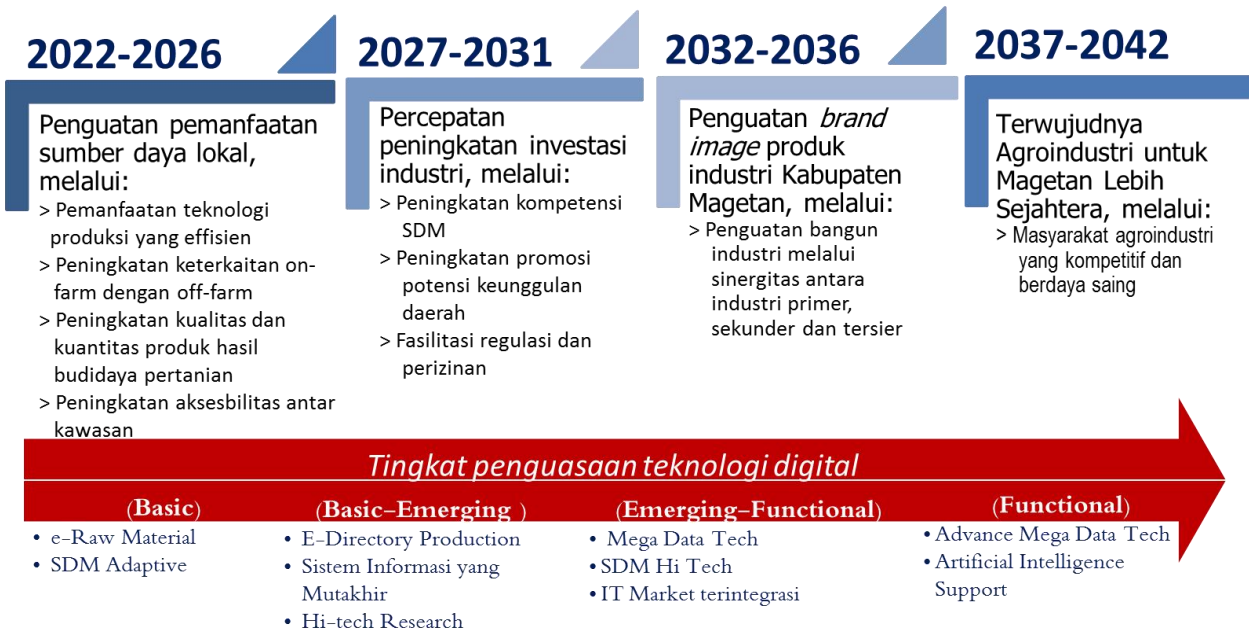 2022-2026
Penguatan pemanfaatan
sumber daya lokal,
melalui:
> Pemanfaatan teknologi
produksi yang effisien
> Peningkatan keterkaitan on-
farm dengan off-farm
> Peningkatan kualitas dan
kuantitas produk hasil
budidaya pertanian
> Peningkatan aksesbilitas antar
kawasan
2027-2031
Percepatan
peningkatan investasi
industri, melalui:
> Peningkatan kompetensi
SDM
> Peningkatan promosi
potensi keunggulan
daerah
> Fasilitasi regulasi dan
perizinan
2032-2036
Penguatan brand
image produk
industri Kabupaten
Magetan, melalui:
> Penguatan bangun
industri melalui
sinergitas antara
industri primer,
sekunder dan tersier
2037-2042
Terwujudnya
Agroindustri untuk
Magetan Lebih
Sejahtera, melalui:
> Masyarakat agroindustri
yang kompetitif dan
berdaya saing
Tingkat penguasaan teknologi digital
(Basic)
• e-Raw Material
• SDM Adaptive
(Basic–Emerging )
• E-Directory Production
• Sistem Informasi yang
Mutakhir
• Hi-tech Research
(Emerging–Functional)
• Mega Data Tech
• SDM Hi Tech
• IT Market terintegrasi
(Functional)
• Advance Mega Data Tech
• Artificial Intelligence
Support